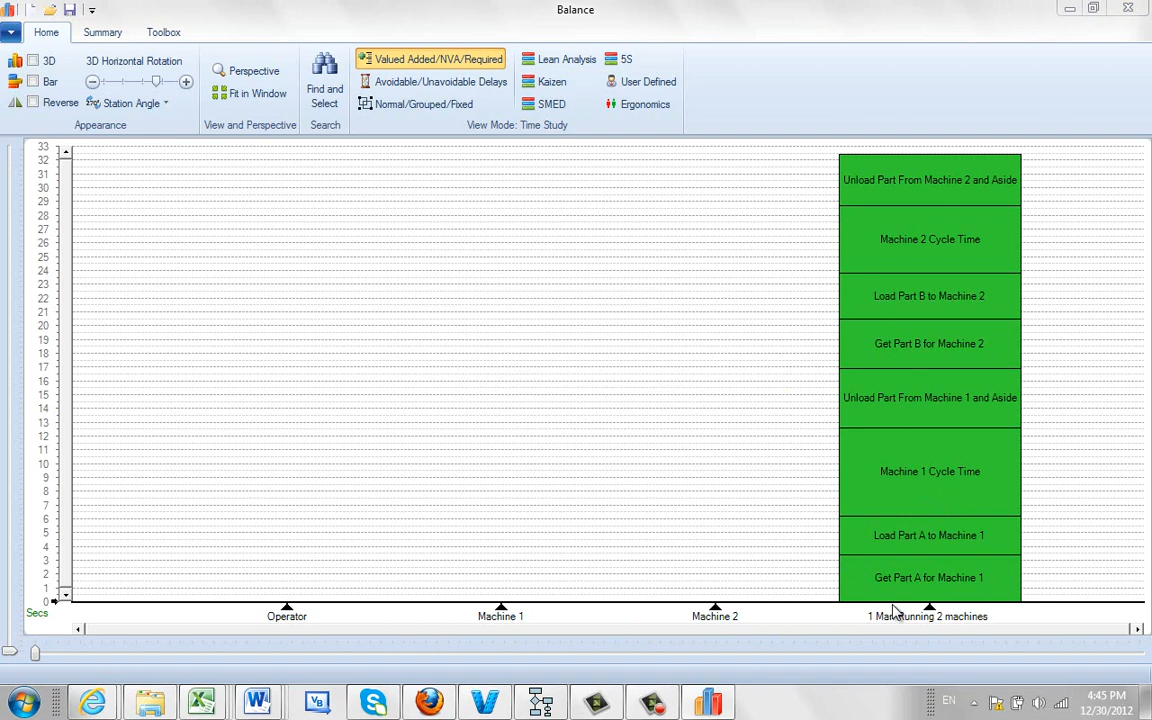 Balance
Home Summary Toolbox
3D 3D Horizontal Rotation
Bar
Reverse Station Angle
Appearance
Perspective
Fit in Window
View and Perspective
Find and
Select
Search
Valued Added/NVA/Required Lean Analysis 5S
Avoidable/Unavoidable Delays Kaizen User Defined
Normal/Grouped/Fixed SMED Ergonomics
View Mode: Time Study
33
32
31
30
29
28
27
26
25
24
23
22
21
20
19
18
17
16
15
14
13
12
11
10
9
8
7
6
5
4
3
2
1
0
Secs
Unload Part From Machine 2 and Aside
Machine 2 Cycle Time
Load Part B to Machine 2
Get Part B for Machine 2
Unload Part From Machine 1 and Aside
Machine 1 Cycle Time
Load Part A to Machine 1
Get Part A for Machine 1
Operator Machine 1 Machine 2 1 Man running 2 machines
EN
4:45 PM
12/30/2012